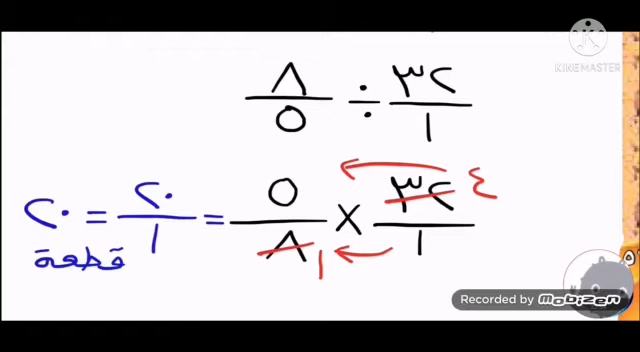 KINEMASTER
٣٢/١ ÷ ٨/٥
٣٢/١ × ٥/٨ = ٢٠/١ = ٢٠
٤
١
قطعة
Recorded by Mobizen